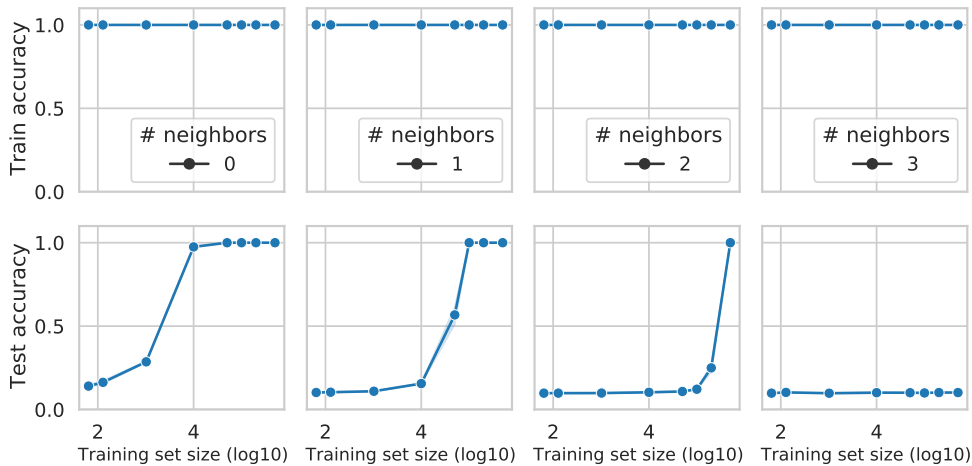 Train accuracy
1.0
0.5
0.0
# neighbors
0
# neighbors
1
# neighbors
2
# neighbors
3
Test accuracy
1.0
0.5
0.0
2 4
2 4
2 4
2 4
Training set size (log10)
Training set size (log10)
Training set size (log10)
Training set size (log10)